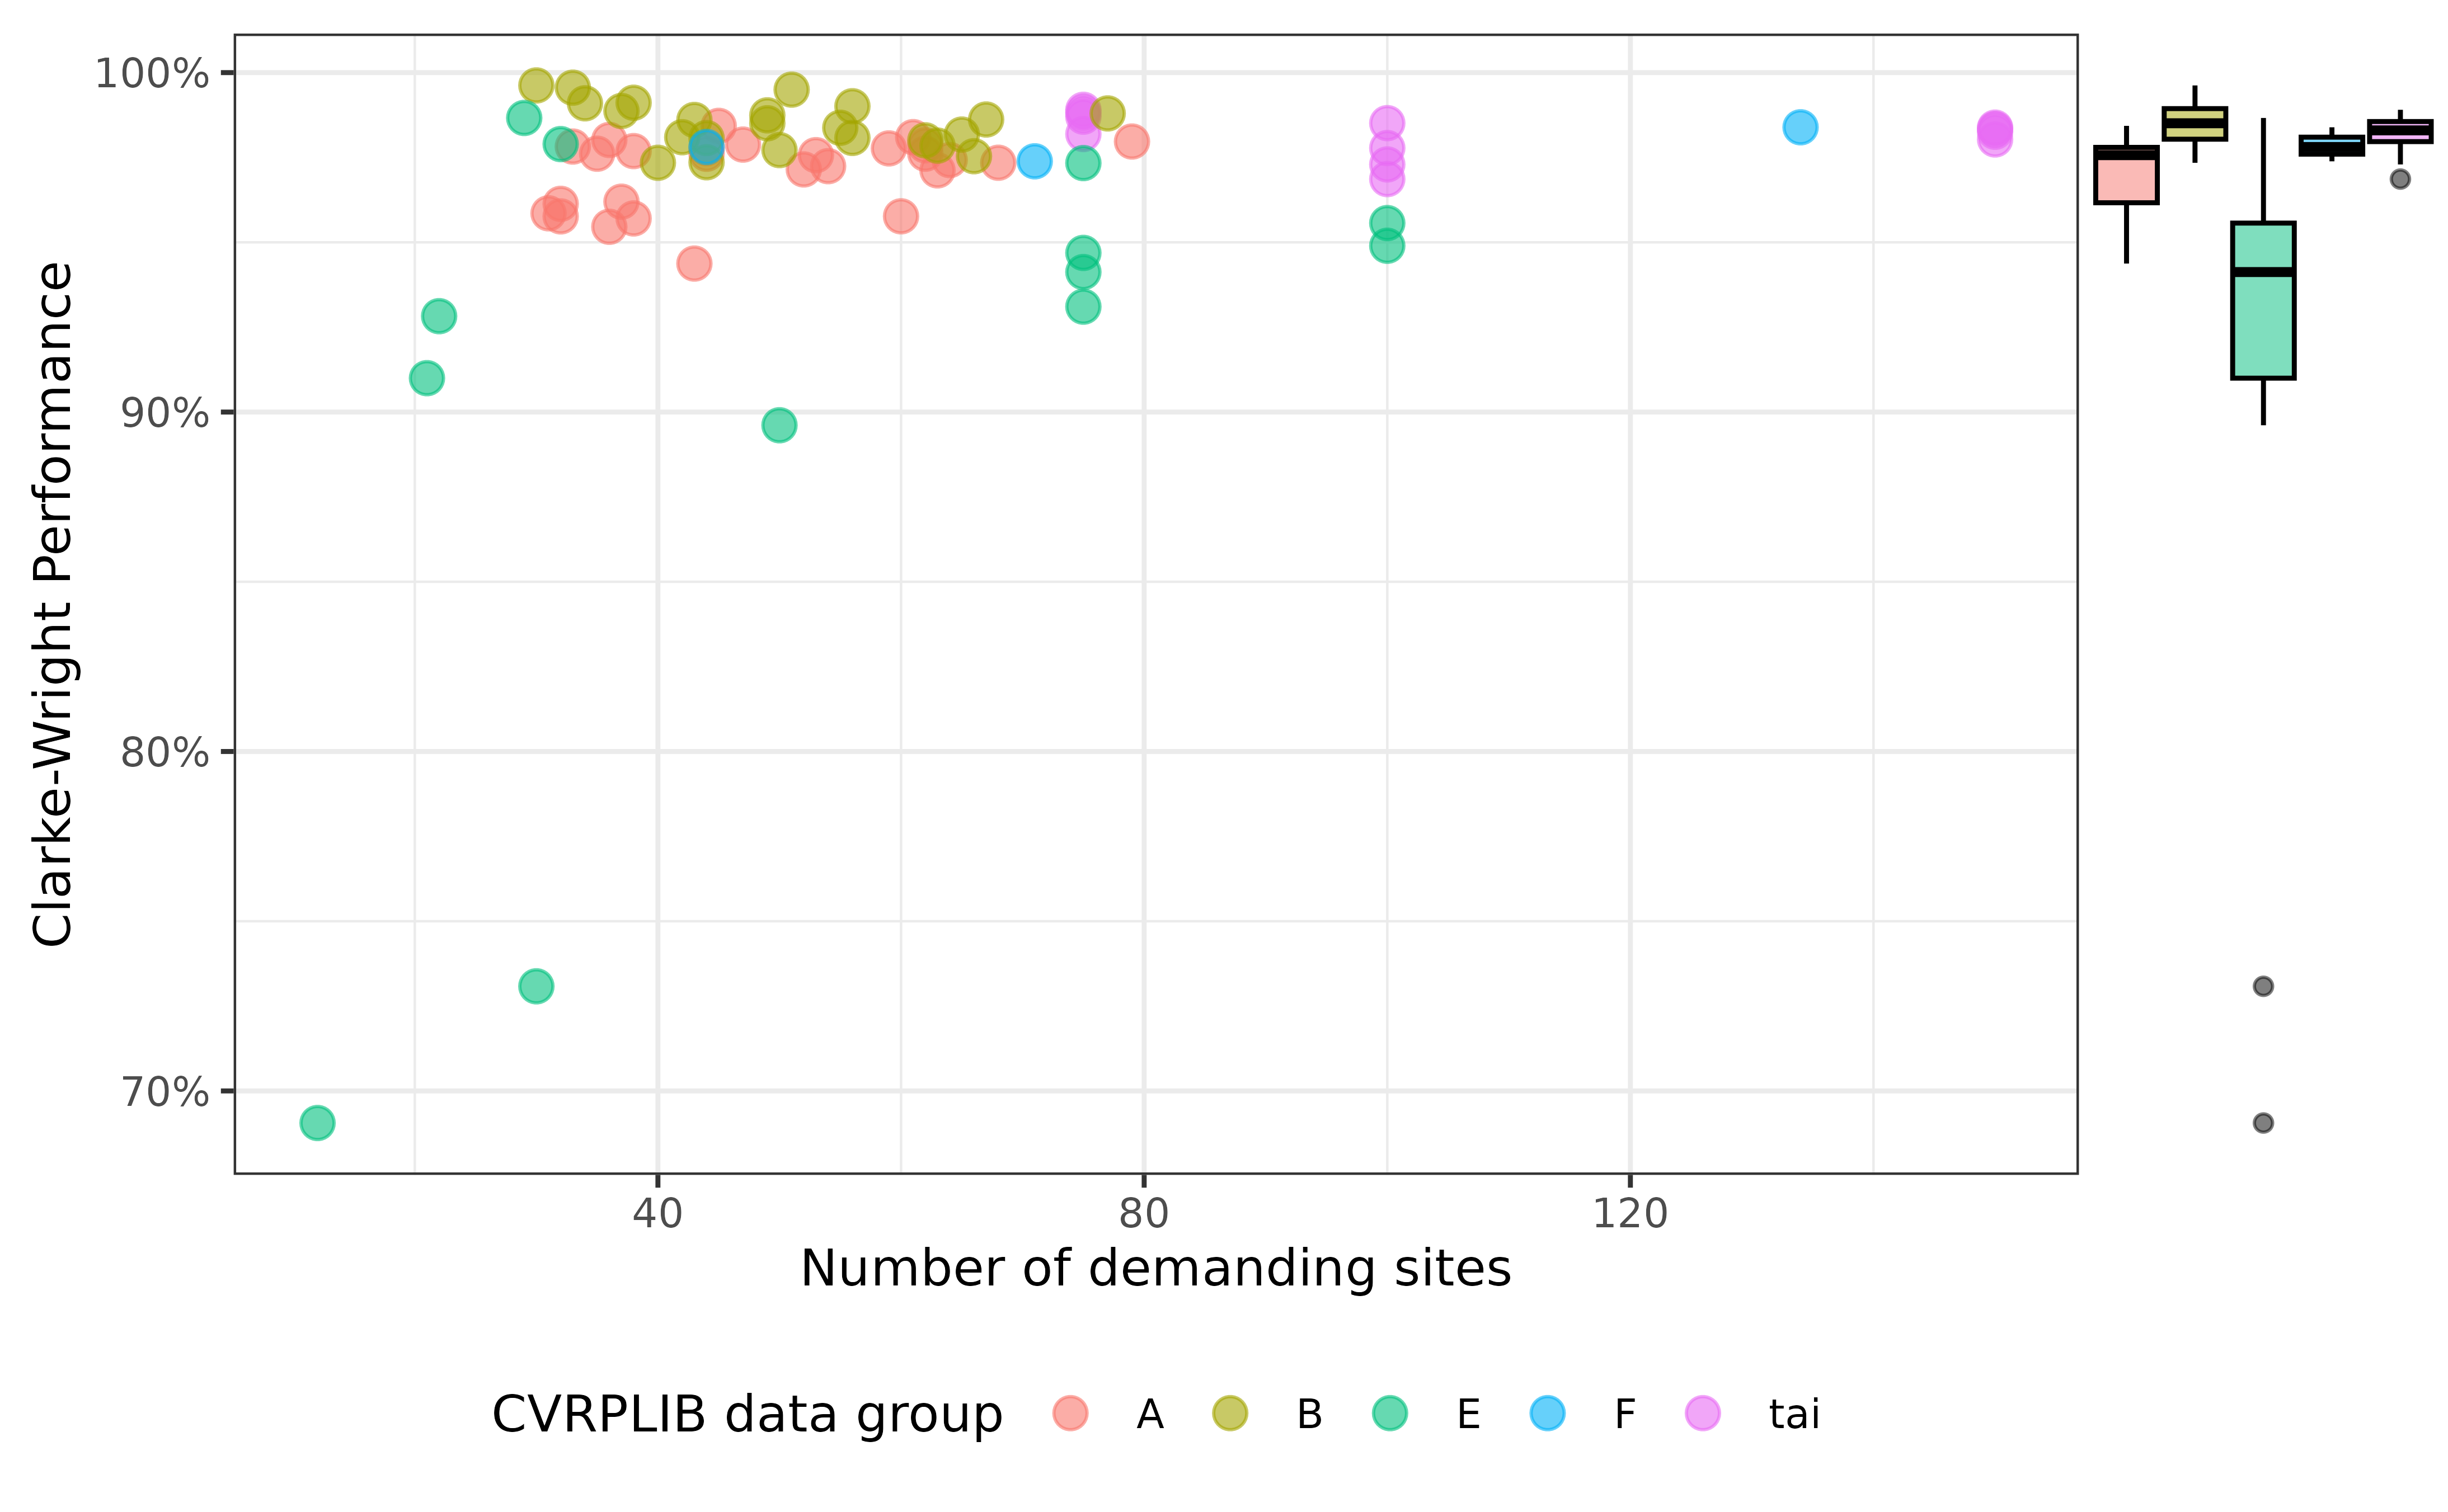 100%
90%
80%
70%
Clarke-Wright Performance
40 80 120
Number of demanding sites
CVRPLIB data group A B E F tai